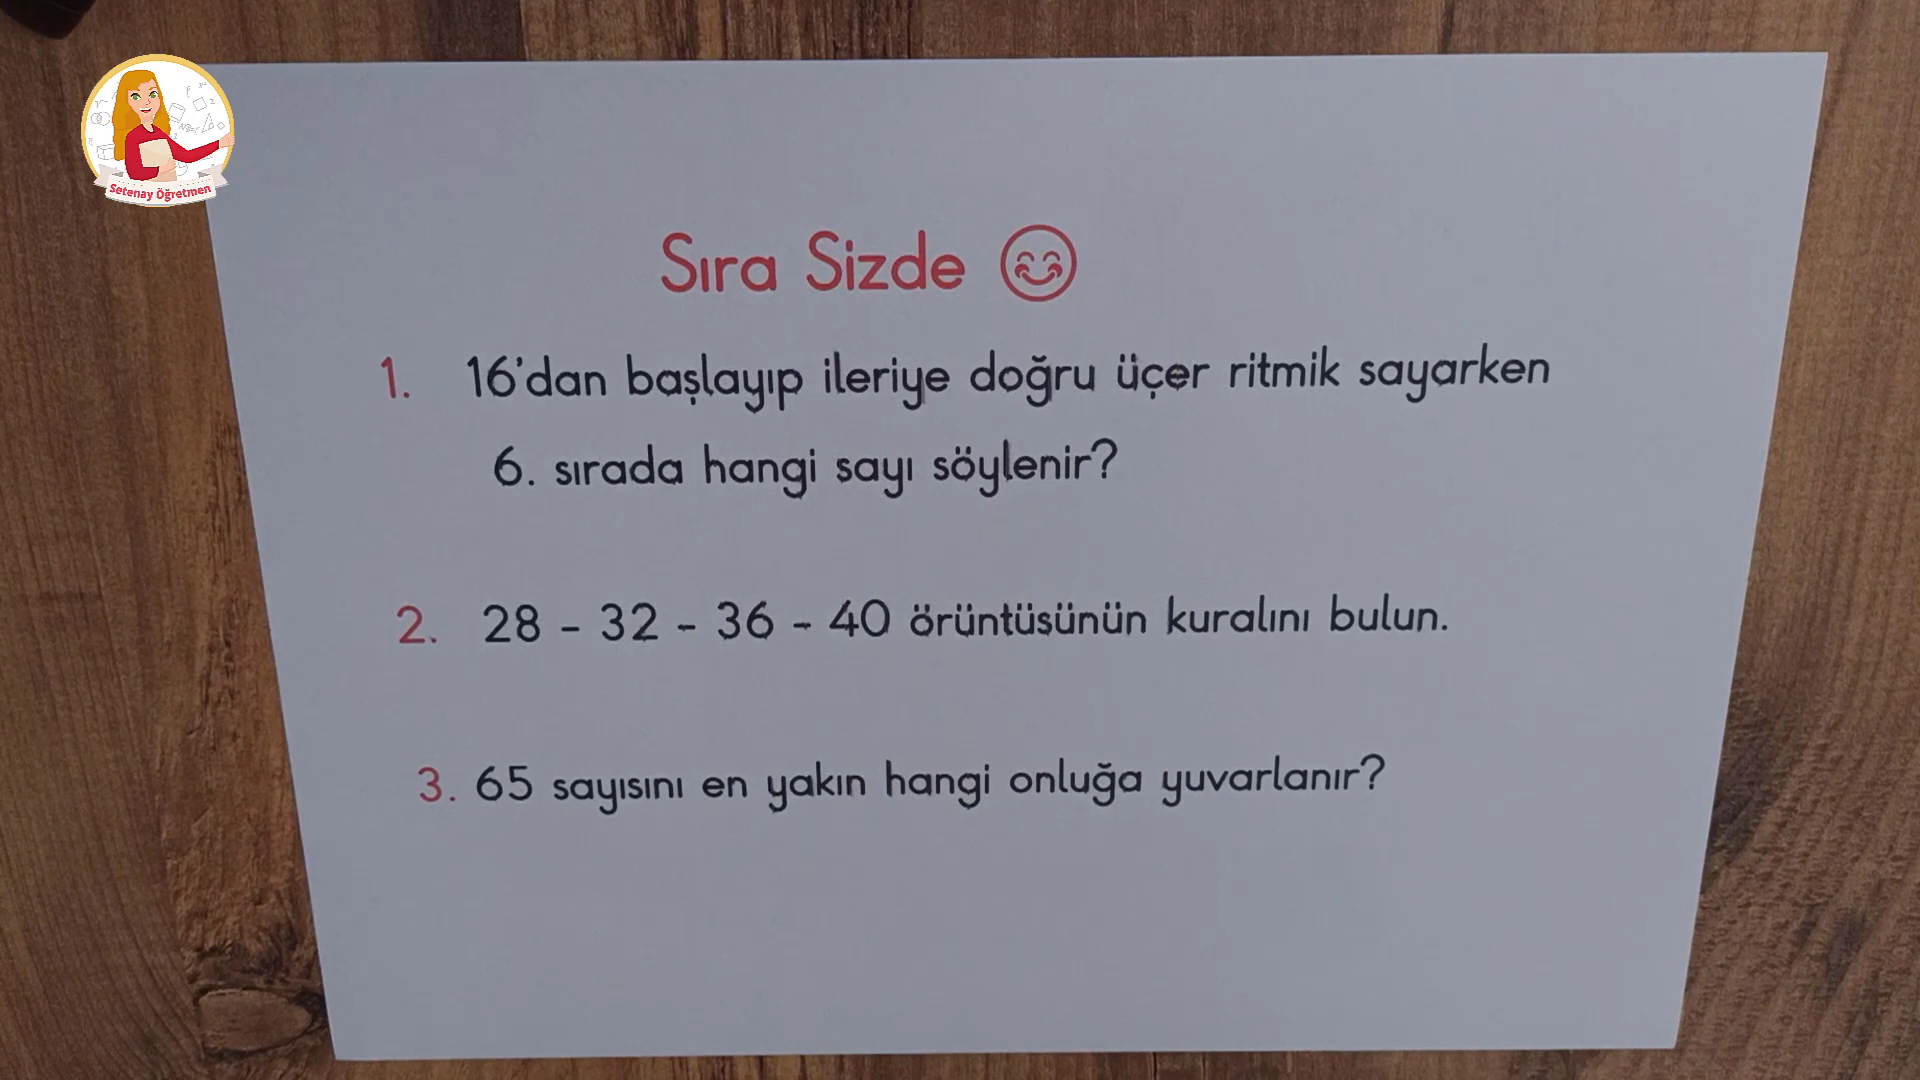 Setenay Öğretmen
Sıra Sizde
1. 16'dan başlayıp ileriye doğru üçer ritmik sayarken
6. sırada hangi sayı söylenir?
2. 28 - 32 - 36 - 40 örüntüsünün kuralını bulun.
3. 65 sayısını en yakın hangi onluğa yuvarlanır?